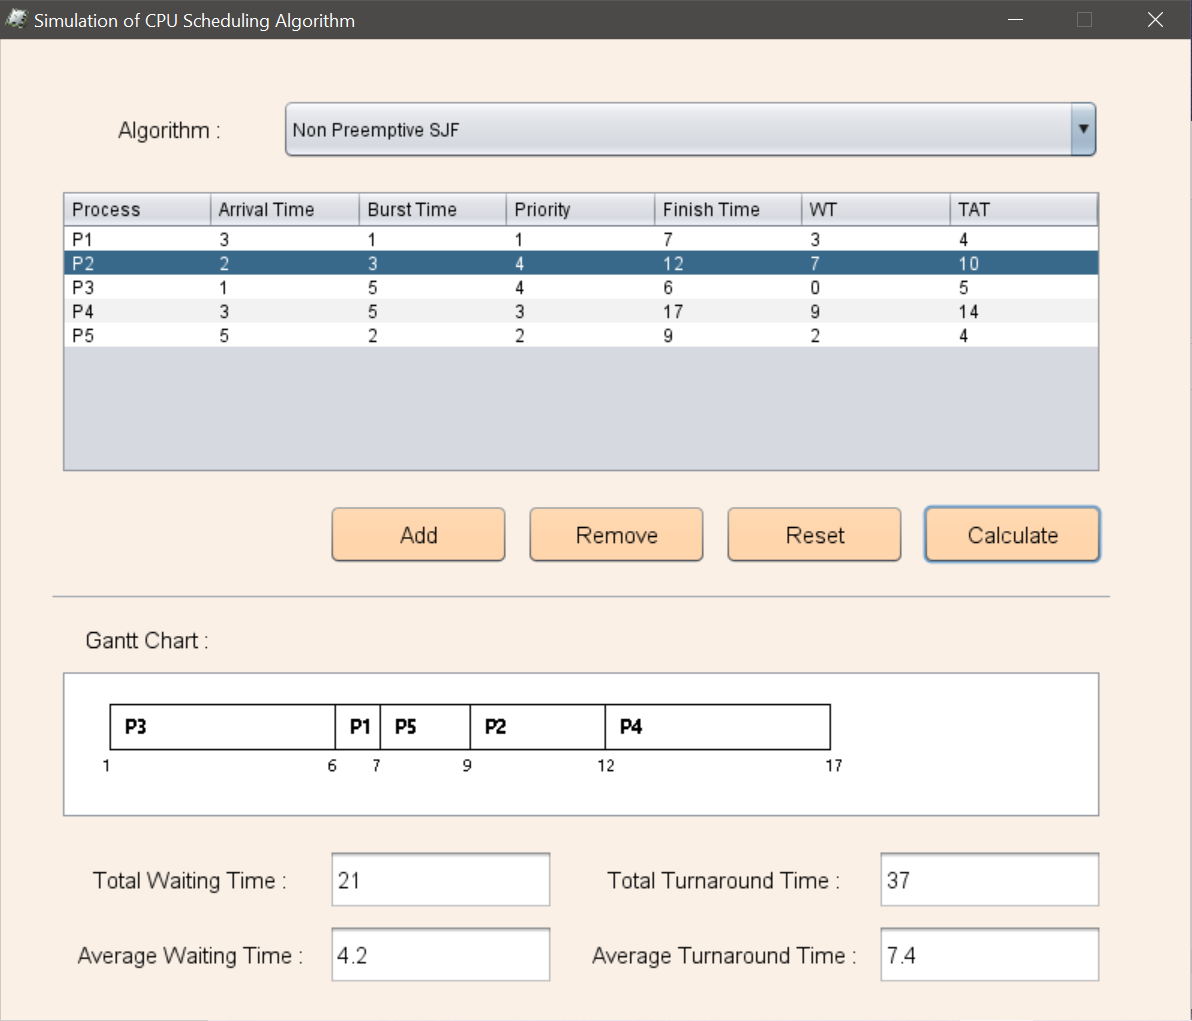 Simulation of CPU Scheduling Algorithm
Algorithm : Non Preemptive SJF
Process Arrival Time Burst Time Priority Finish Time WT TAT
P1 3 1 1 7 3 4
P2 2 3 4 12 7 10
P3 1 5 4 6 0 5
P4 3 5 3 17 9 14
P5 5 2 2 9 2 4
Add Remove Reset Calculate
Gantt Chart :
P3 P1 P5 P2 P4
1 6 7 9 12 17
Total Waiting Time : 21 Total Turnaround Time : 37
Average Waiting Time : 4.2 Average Turnaround Time : 7.4